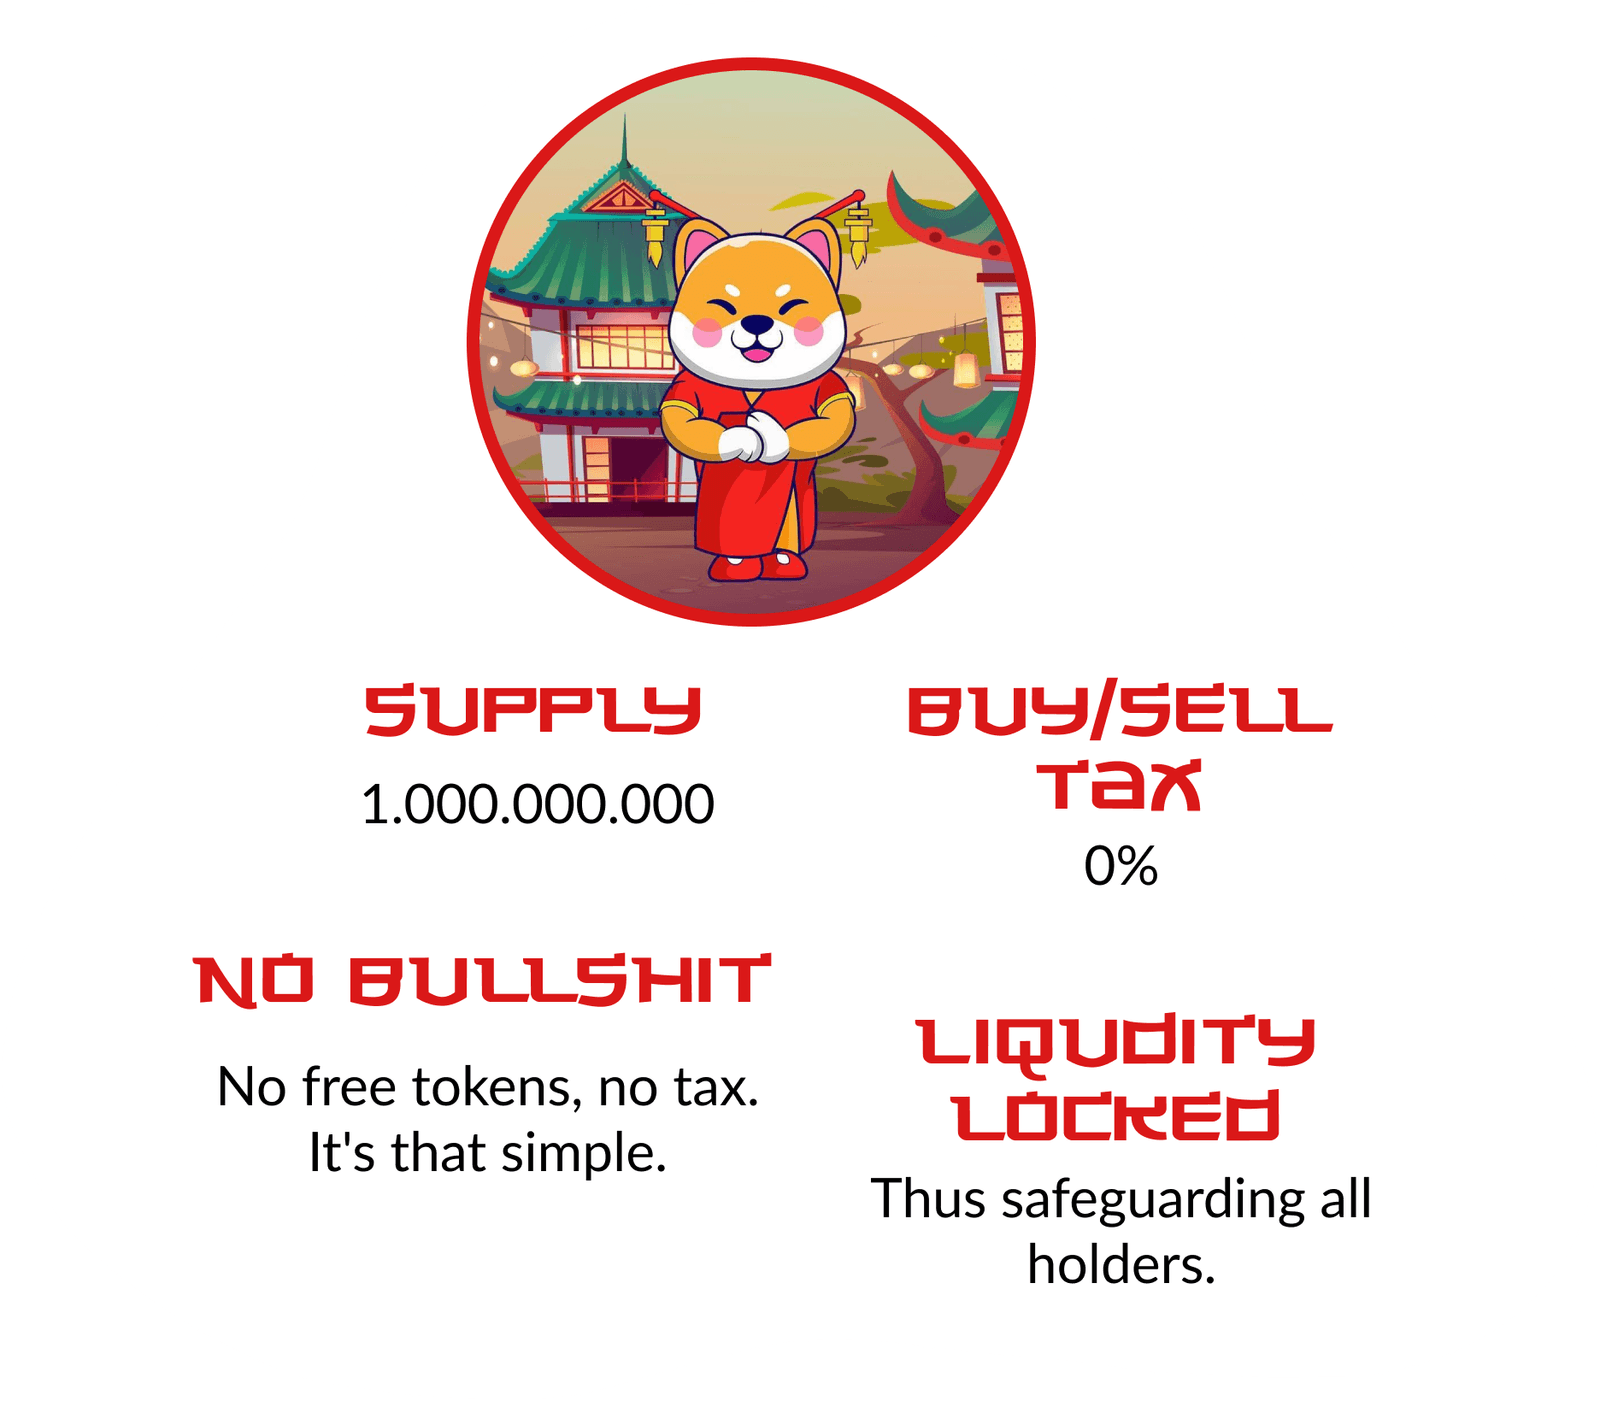 SUPPLY
1.000.000.000
BUY/SELL
TAX
0%
NO BULLSHIT
No free tokens, no tax.
It's that simple.
LIQUDITY
LOCKED
Thus safeguarding all
holders.